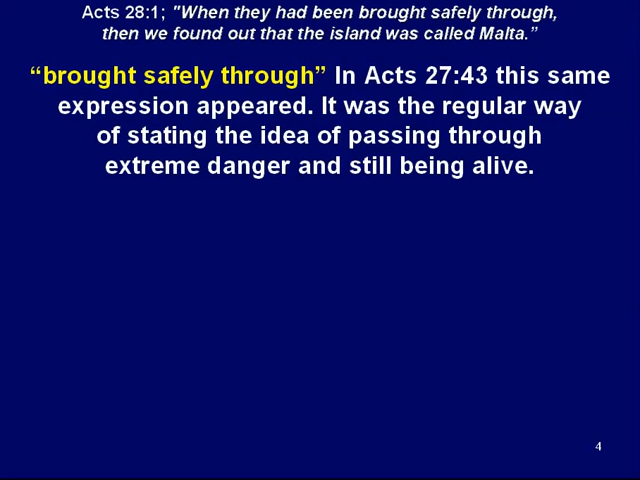 Acts 28:1; "When they had been brought safely through,
then we found out that the island was called Malta.”
“brought safely through” In Acts 27:43 this same
expression appeared. It was the regular way
of stating the idea of passing through
extreme danger and still being alive.
4